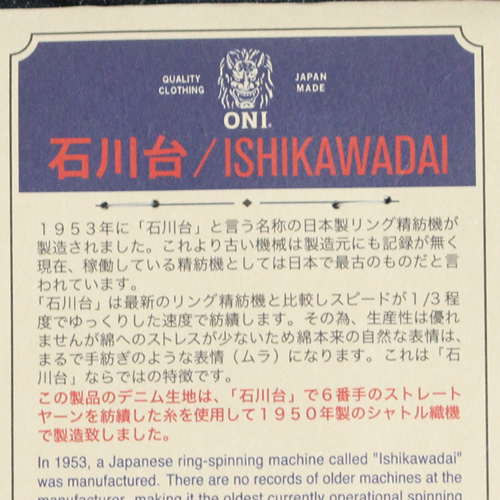 QUALITY
CLOTHING
JAPAN
MADE
ONI®
石川台/ISHIKAWADAI
１９５３年に「石川台」と言う名称の日本製リング精紡機が
製造されました。これより古い機械は製造元にも記録が無く
現在、稼働している精紡機としては日本で最古のものだと言
われています。
「石川台」は最新のリング精紡機と比較しスピードが１/３程
度でゆっくりした速度で紡績します。その為、生産性は優れ
ませんが綿へのストレスが少ないため綿本来の自然な表情は、
まるで手紡ぎのような表情（ムラ）になります。これは「石
川台」ならではの特徴です。
この製品のデニム生地は、「石川台」で６番手のストレート
ヤーンを紡績した糸を使用して１９５０年製のシャトル織機
で製造致しました。
In 1953, a Japanese ring-spinning machine called "Ishikawadai"
was manufactured. There are no records of older machines at the
manufacturer, making it the oldest currently operational spinning